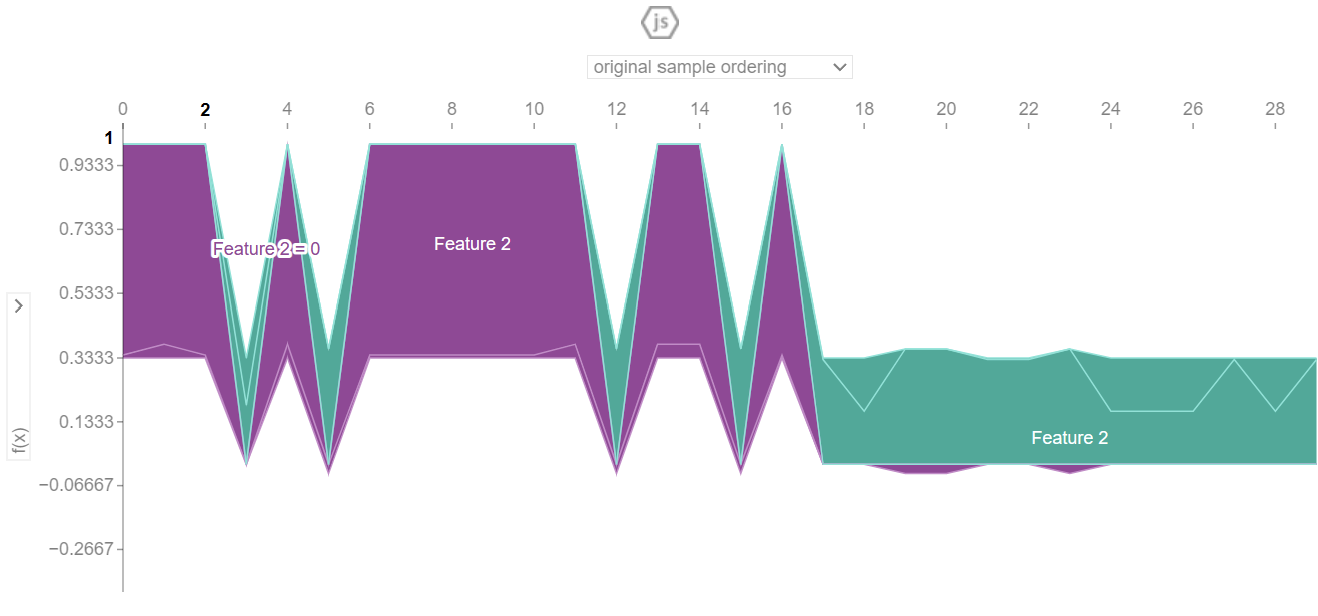 js
original sample ordering
0 2 4 6 8 10 12 14 16 18 20 22 24 26 28
1
0.9333
0.7333
0.5333
0.3333
0.1333
−0.06667
−0.2667
f(x)
Feature 2 = 0
Feature 2
Feature 2